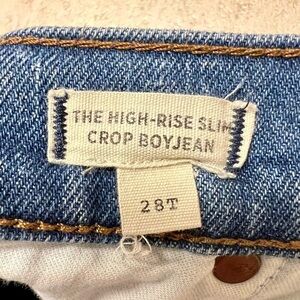 THE HIGH-RISE SLIM
CROP BOYJEAN
28T